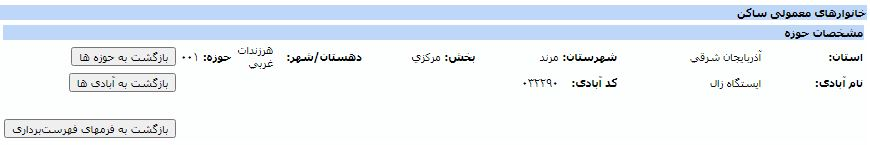 خانوارهای معمولی ساکن
مشخصات حوزه
استان: آذربایجان شرقی شهرستان: مرند بخش: مرکزي دهستان/شهر: هرزندات غربی حوزه: ۰۰۱ بازگشت به حوزه ها
نام آبادی: ایستگاه زال کد آبادی: ۰۳۲۲۹۰ بازگشت به آبادی ها
بازگشت به فرمهای فهرست‌برداری